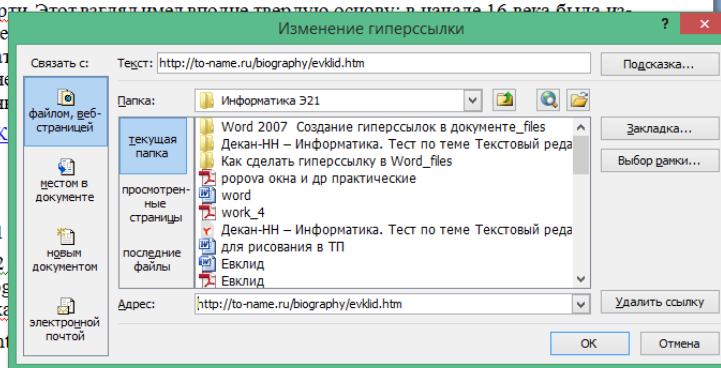 рти. Этот взгляд имел вполне твердую основу: в начале 16 века была из-
Изменение гиперссылки
? ×
Связать с:
Текст: http://to-name.ru/biography/evklid.htm
Подсказка...
файлом, веб-
страницей
местом в
документе
новым
документом
электронной
почтой
Папка: Информатика Э21
текущая
папка
просмотрен-
ные
страницы
последние
файлы
Word 2007 Создание гиперссылок в документе_files
Декан-НН – Информатика. Тест по теме Текстовый реда
Как сделать гиперссылку в Word_files
popova окна и др практические
word
work_4
Декан-НН – Информатика. Тест по теме Текстовый реда
для рисования в ТП
Евклид
Евклид
Закладка...
Выбор рамки...
Адрес: http://to-name.ru/biography/evklid.htm
Удалить ссылку
ОК
Отмена